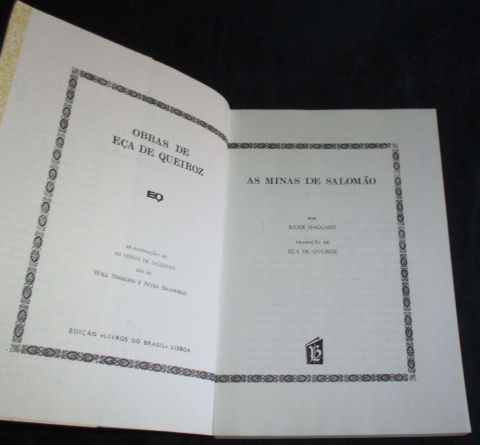 OBRAS DE
EÇA DE QUEIROZ
EQ
AS ILUSTRAÇÕES DE
AS MINAS DE SALOMÃO
SÃO DE
WILL NICKLESS E PETER
EDIÇÃO «LIVROS DO BRASIL» LISBOA
AS MINAS DE SALOMÃO
POR
RIDER HAGGARD
TRADUÇÃO DE
EÇA DE QUEIROZ